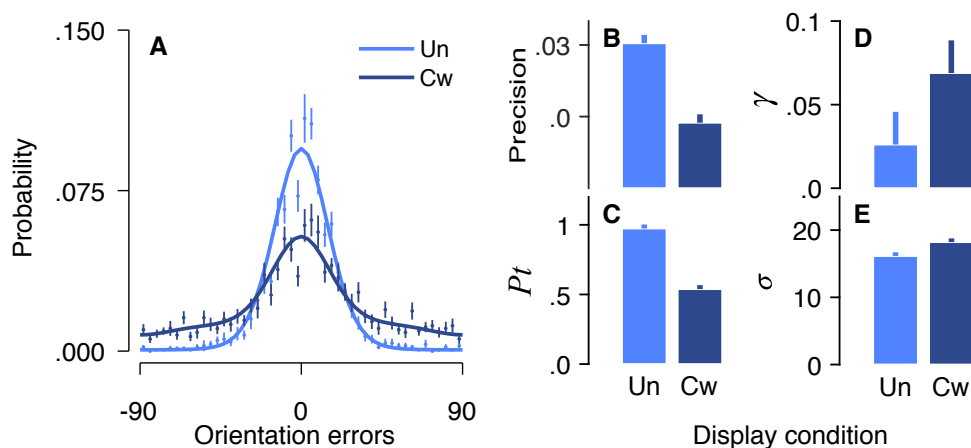 A
.150
.075
.000
Probability
Un
Cw
-90
0
90
Orientation errors
B
.03
.0
Precision
C
1
.5
.0
Pt
Un
Cw
D
0.1
0.05
0
γ
E
20
10
0
σ
Un
Cw
Display condition